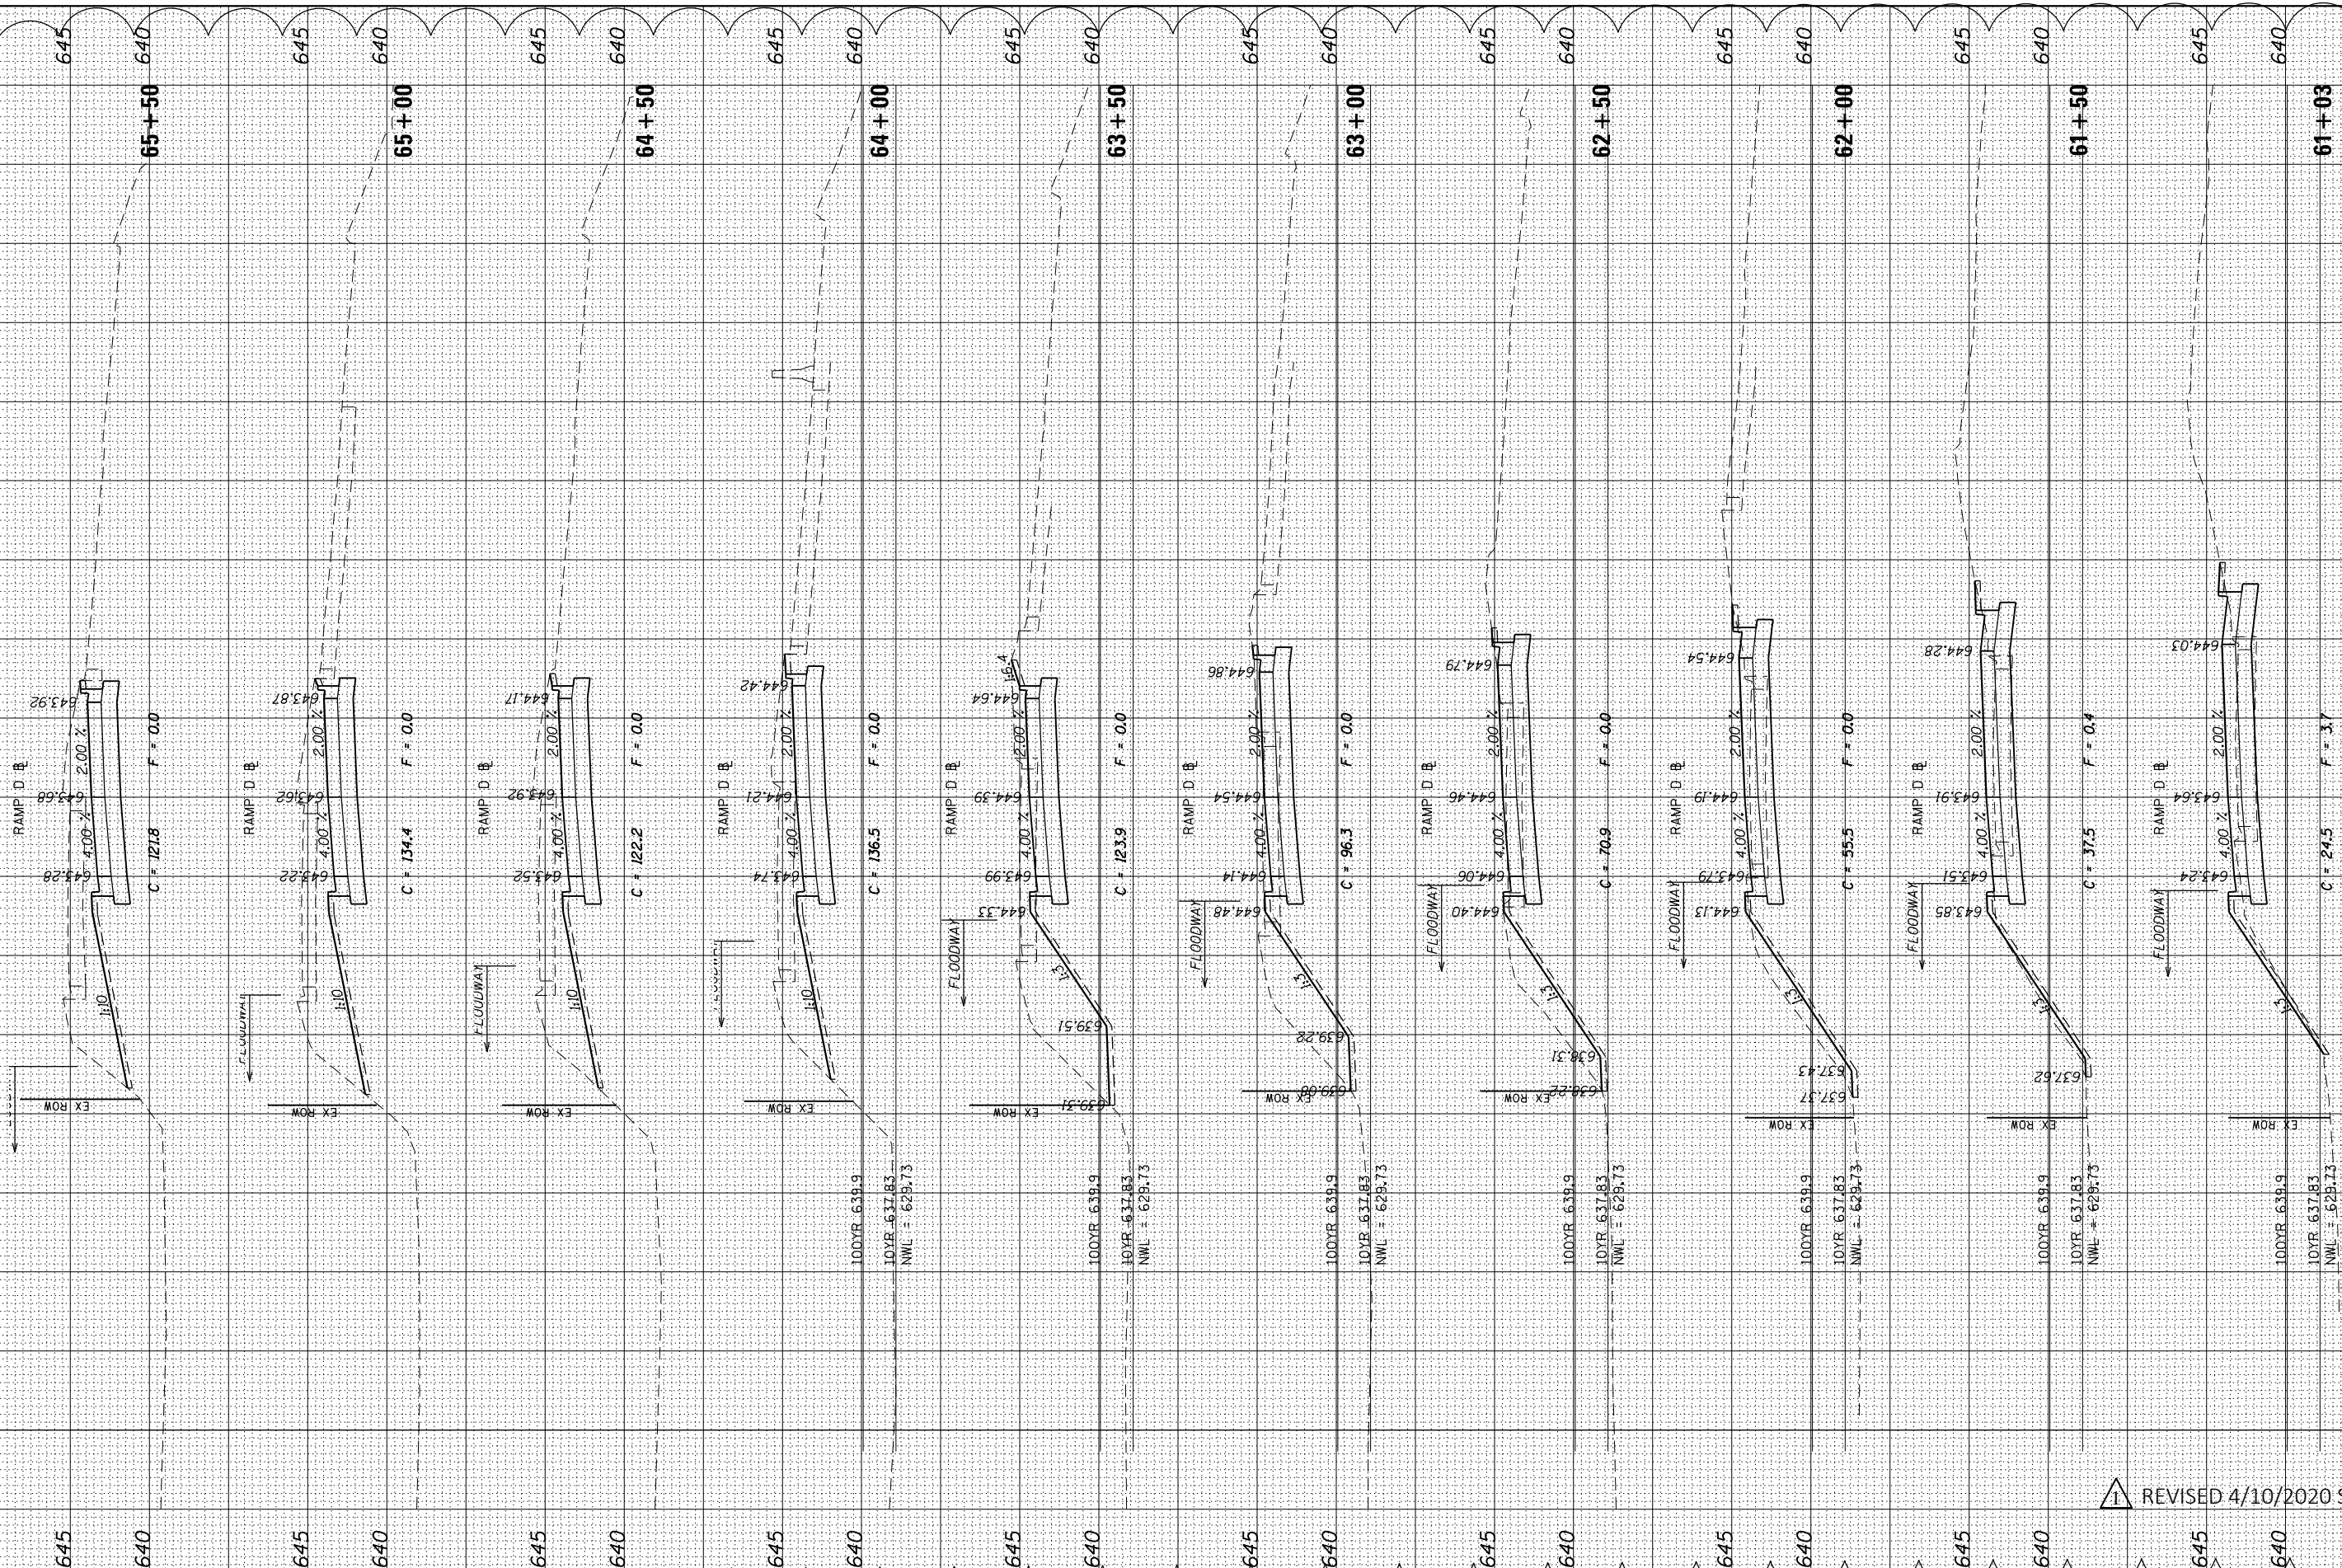 645 640 645 640 645 640 645 640 645 640 645 640 645 640 645 640 645 640 645 640
65+50
65+00
64+50
64+00
63+50
63+00
62+50
62+00
61+50
61+03
RAMP D B
643.92
2.00 %
643.68
4.00 %
643.28
1:10
C = 121.8 F = 0.0
EX ROW
RAMP D B
643.87
2.00 %
643.62
4.00 %
643.22
1:10
C = 134.4 F = 0.0
FLOODWAY
EX ROW
RAMP D B
644.17
2.00 %
643.92
4.00 %
643.52
1:10
C = 122.2 F = 0.0
FLOODWAY
EX ROW
RAMP D B
644.42
2.00 %
644.21
4.00 %
643.74
1:10
C = 136.5 F = 0.0
EX ROW
100YR 639.9
10YR 637.83
NWL = 629.73
RAMP D B
1:6.4
644.64
2.00 %
644.39
4.00 %
643.99
644.33
1:3
639.51
639.31
C = 123.9 F = 0.0
FLOODWAY
EX ROW
100YR 639.9
10YR 637.83
NWL = 629.73
RAMP D B
644.86
2.00 %
644.54
4.00 %
644.14
644.48
1:3
639.22
639.08
C = 96.3 F = 0.0
FLOODWAY
EX ROW
100YR 639.9
10YR 637.83
NWL = 629.73
RAMP D B
644.79
2.00 %
644.46
4.00 %
644.06
644.40
1:3
638.31
638.22
C = 70.9 F = 0.0
FLOODWAY
EX ROW
100YR 639.9
10YR 637.83
NWL = 629.73
RAMP D B
644.54
2.00 %
644.19
4.00 %
643.79
644.13
1:3
637.43
637.37
C = 55.5 F = 0.0
FLOODWAY
EX ROW
100YR 639.9
10YR 637.83
NWL = 629.73
RAMP D B
644.28
2.00 %
643.91
4.00 %
643.51
643.85
1:3
637.62
C = 37.5 F = 0.4
FLOODWAY
EX ROW
100YR 639.9
10YR 637.83
NWL = 629.73
RAMP D B
644.03
2.00 %
643.64
4.00 %
643.24
1:3
C = 24.5 F = 3.7
FLOODWAY
EX ROW
100YR 639.9
10YR 637.83
NWL = 629.73
1 REVISED 4/10/2020 S
645 640 645 640 645 640 645 640 645 640 645 640 645 640 645 640 645 640 645 640